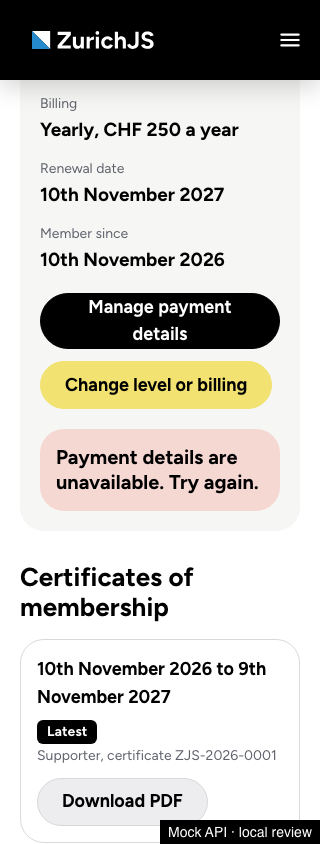 ZurichJS
Billing
Yearly, CHF 250 a year
Renewal date
10th November 2027
Member since
10th November 2026
Manage payment
details
Change level or billing
Payment details are
unavailable. Try again.
Certificates of
membership
10th November 2026 to 9th
November 2027
Latest
Supporter, certificate ZJS-2026-0001
Download PDF
Mock API · local review